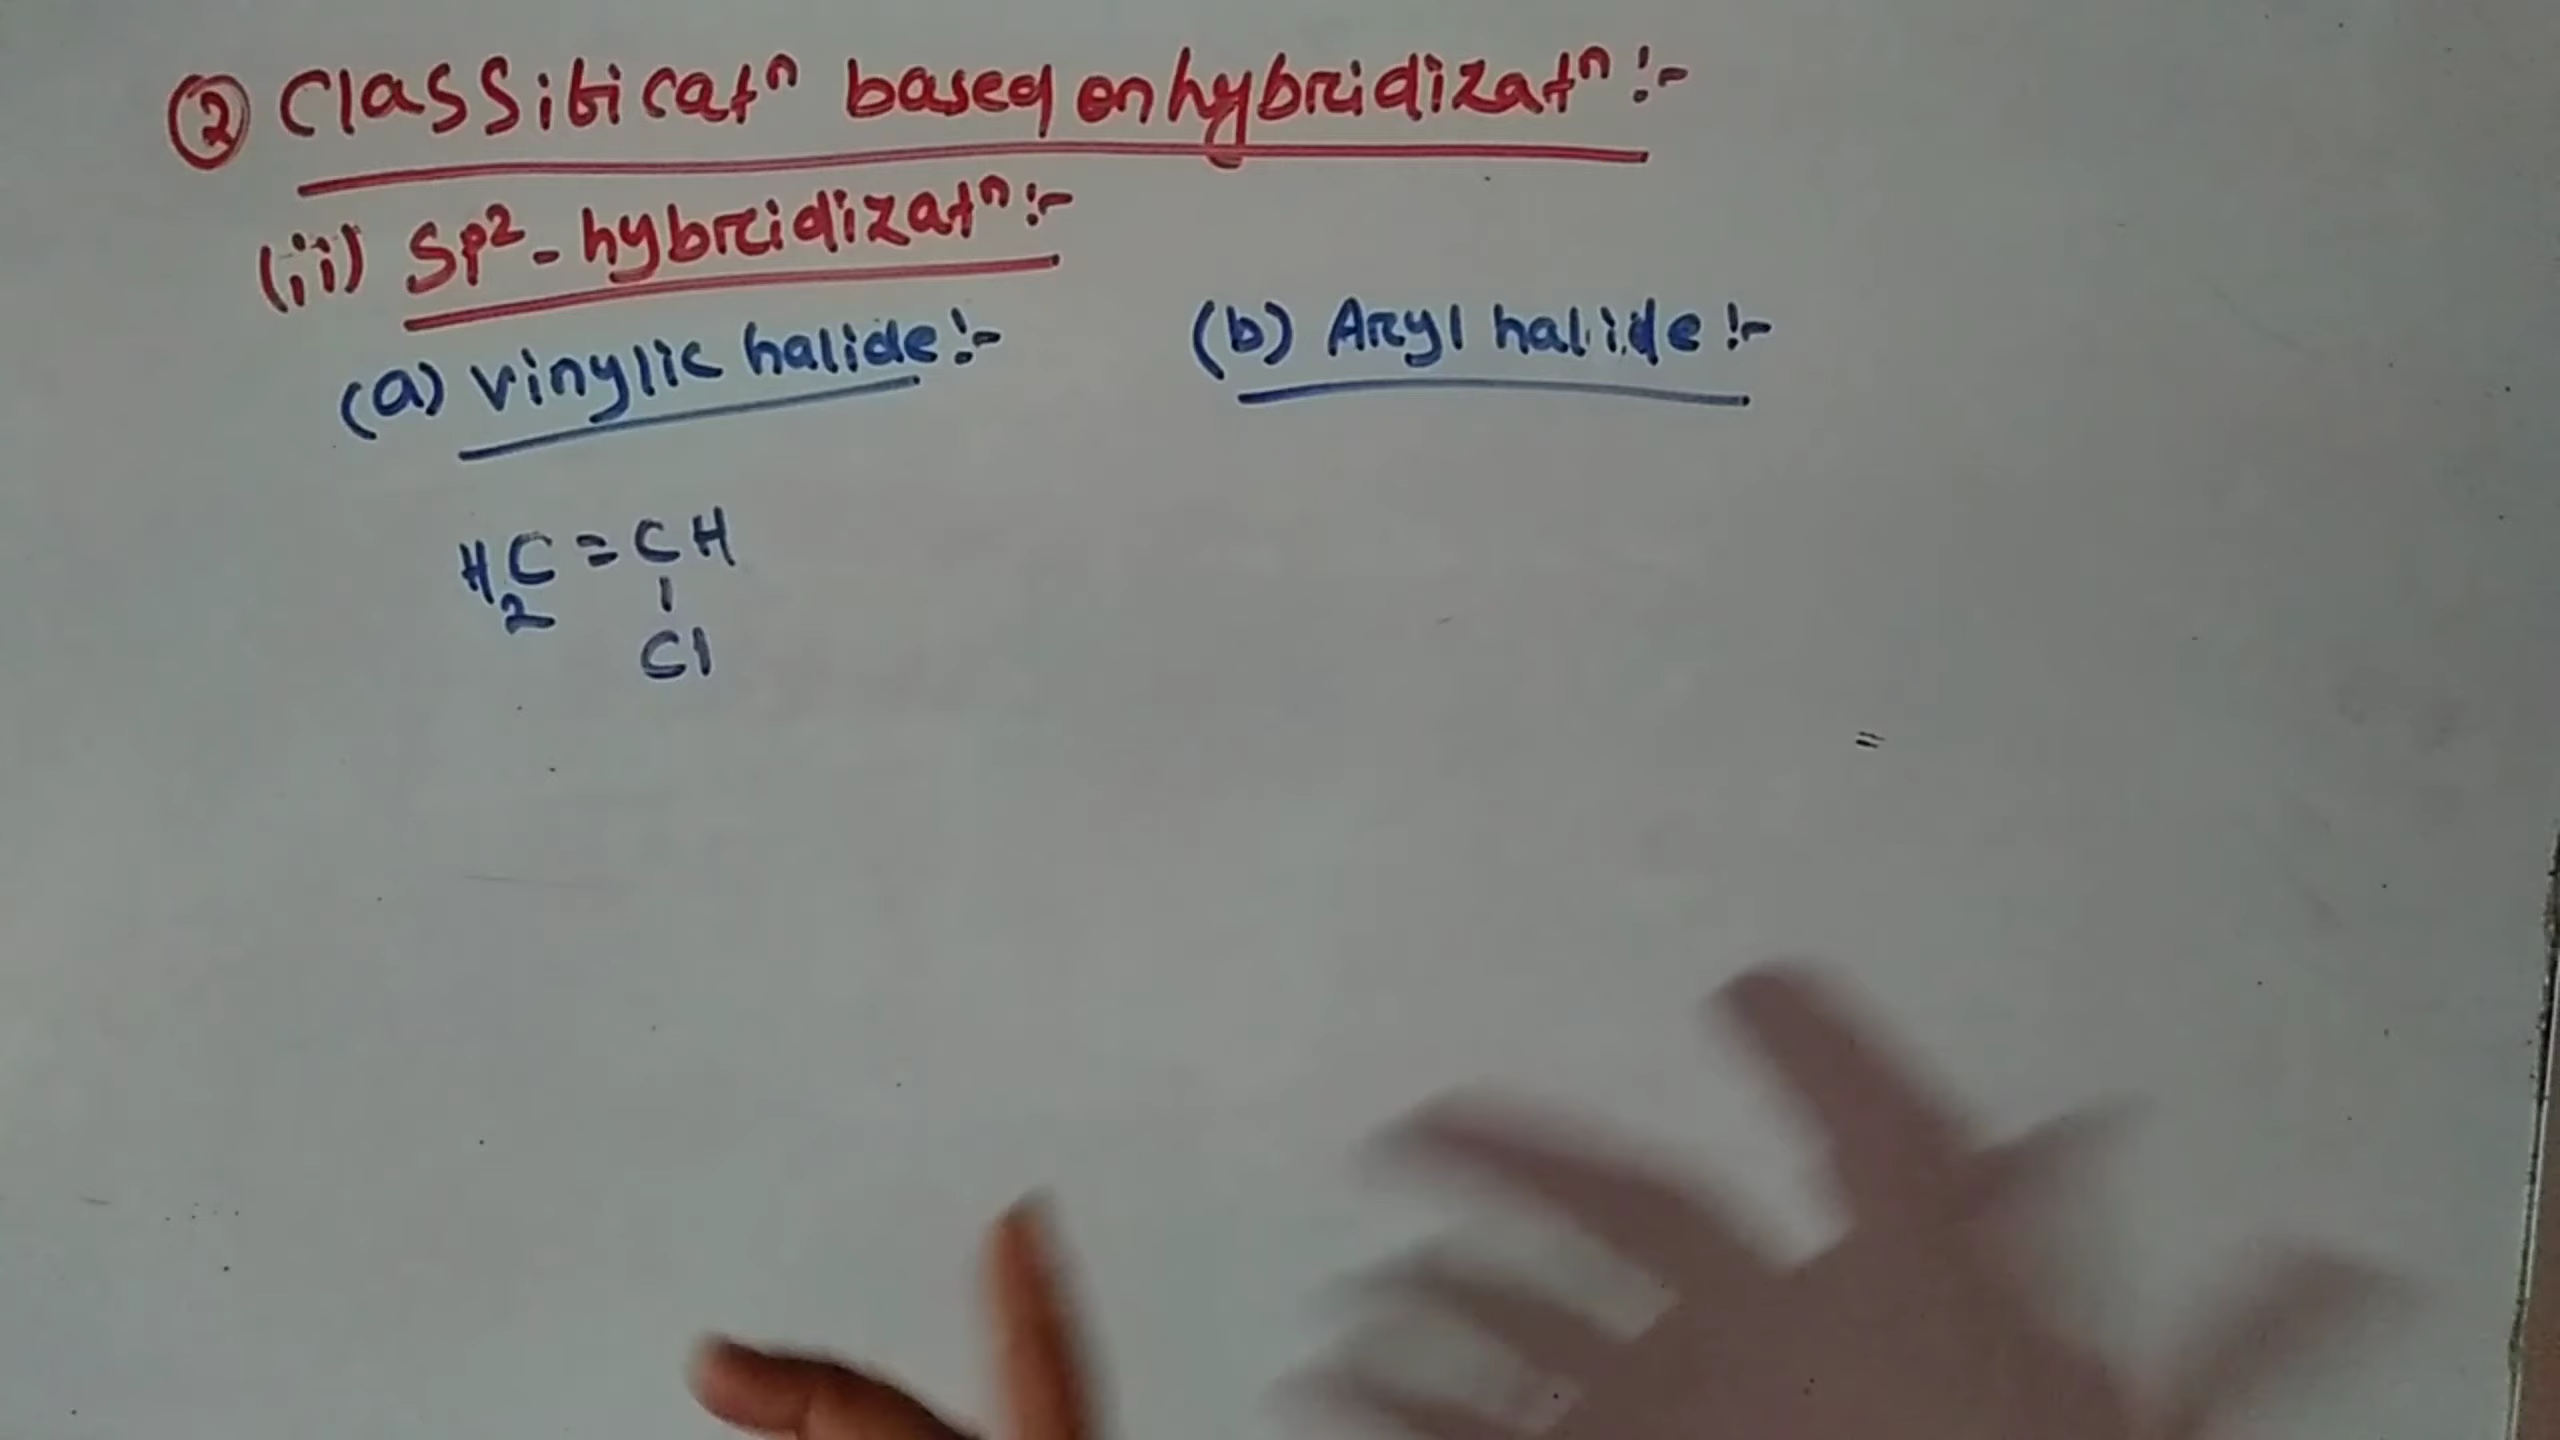 ② Classificatⁿ based on hybridizatⁿ :-
(ii) Sp²-hybridizatⁿ :-
(a) Vinylic halide :-
(b) Aryl halide :-
H₂C = CH
|
Cl
=